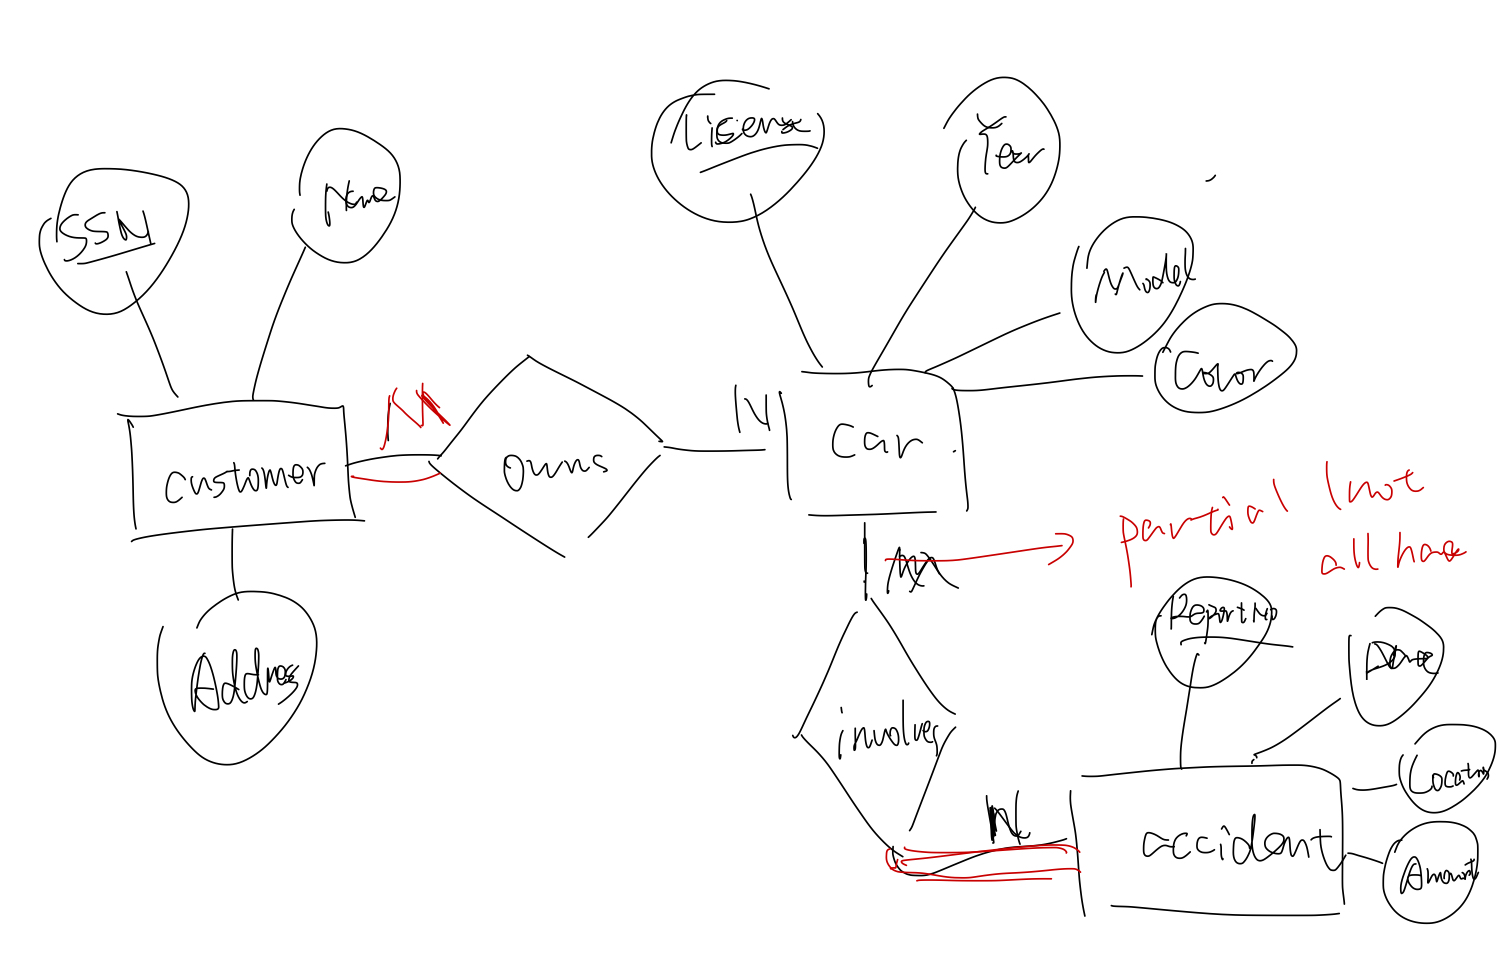 SSN
Name
Lisense
Year
Model
Color
M
N
customer
owns
car
partial (not
all have
M
ReportNo
Date
Address
involves
Location
N
accident
Amount